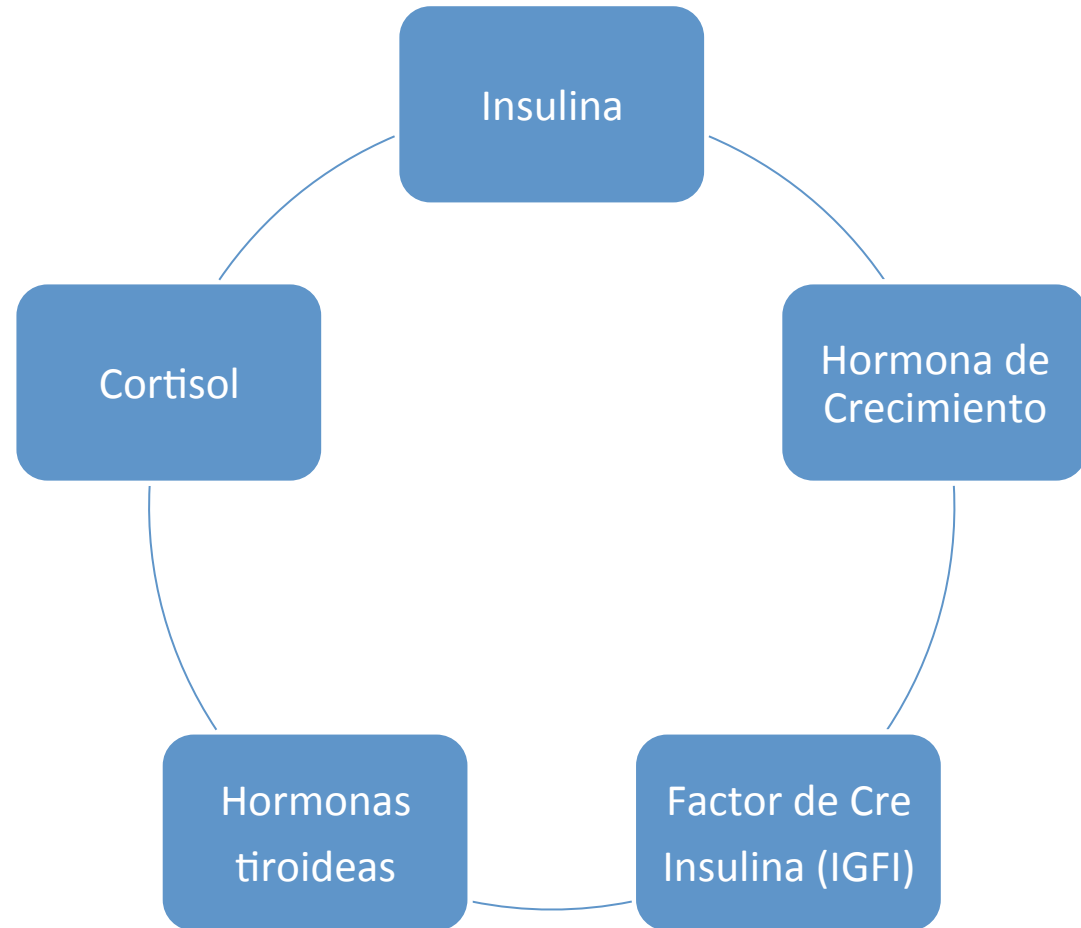 Insulina
Hormona de
Crecimiento
Factor de Cre
Insulina (IGFI)
Hormonas
tiroideas
Cortisol